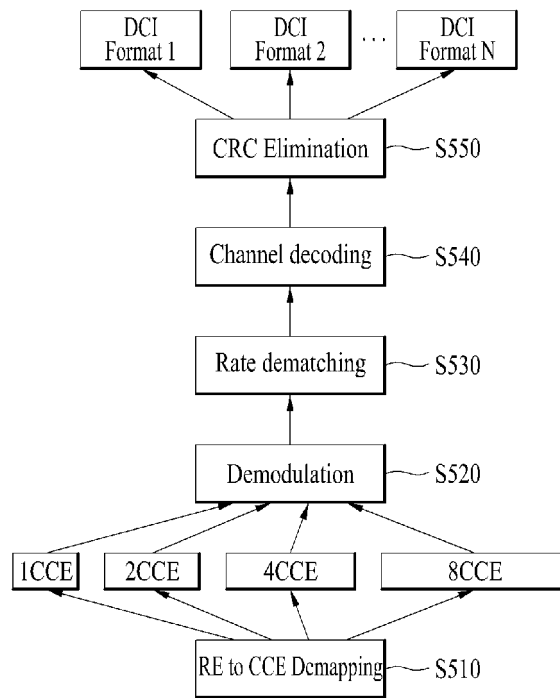 DCI
Format 1
DCI
Format 2
...
DCI
Format N
CRC Elimination
S550
Channel decoding
S540
Rate dematching
S530
Demodulation
S520
1CCE
2CCE
4CCE
8CCE
RE to CCE Demapping
S510